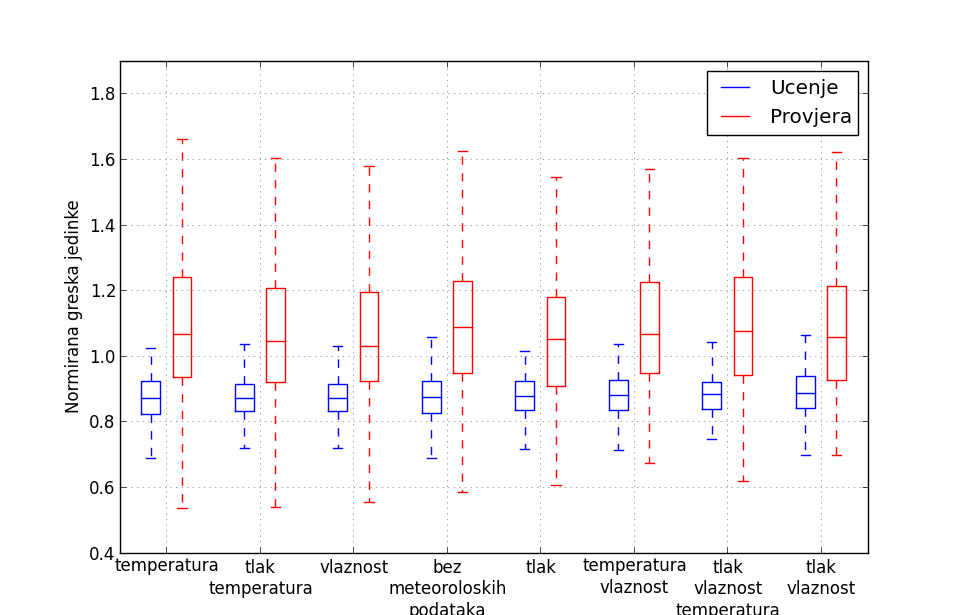 Ucenje
Provjera
Normirana greska jedinke
1.8
1.6
1.4
1.2
1.0
0.8
0.6
0.4
temperatura
tlak
temperatura
vlaznost
bez
meteoroloskih
podataka
tlak
temperatura
vlaznost
tlak
vlaznost
temperatura
tlak
vlaznost